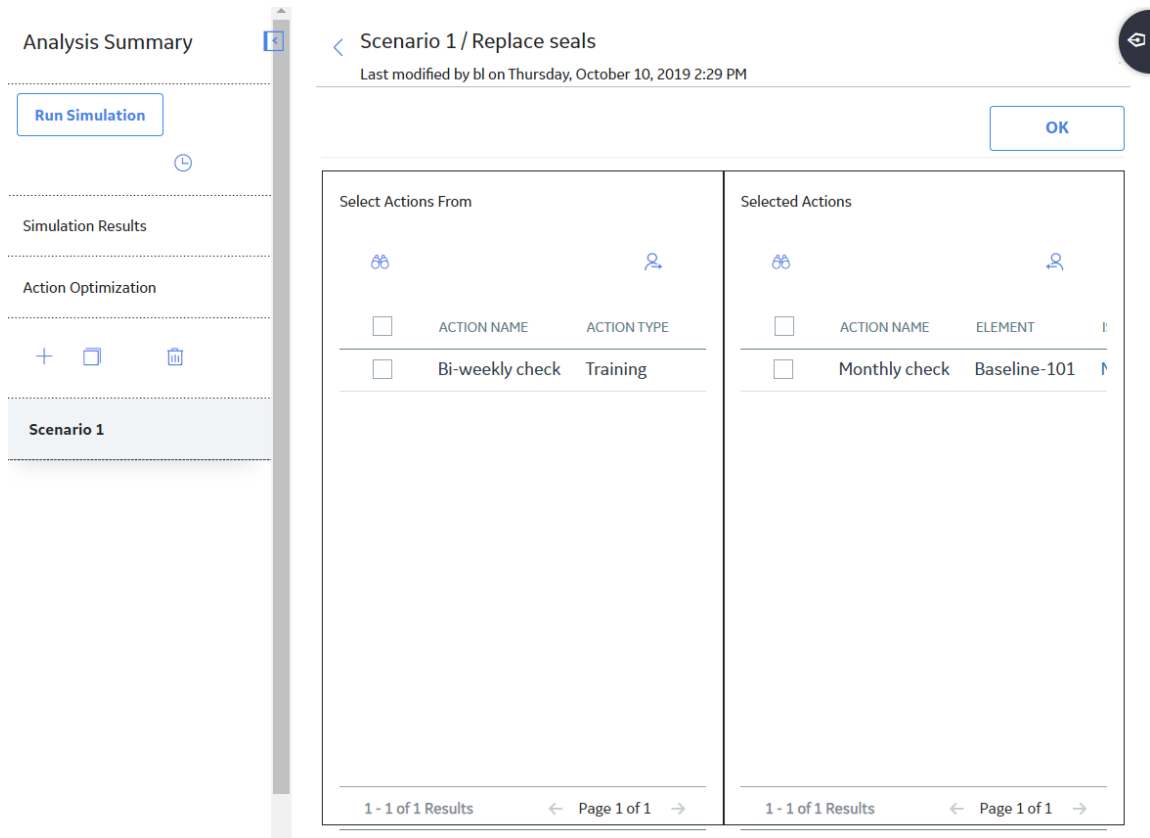 Analysis Summary
Run Simulation
Simulation Results
Action Optimization
Scenario 1
Scenario 1 / Replace seals
Last modified by bl on Thursday, October 10, 2019 2:29 PM
OK
Select Actions From
ACTION NAME ACTION TYPE
Bi-weekly check Training
1 - 1 of 1 Results Page 1 of 1
Selected Actions
ACTION NAME ELEMENT
Monthly check Baseline-101
1 - 1 of 1 Results Page 1 of 1